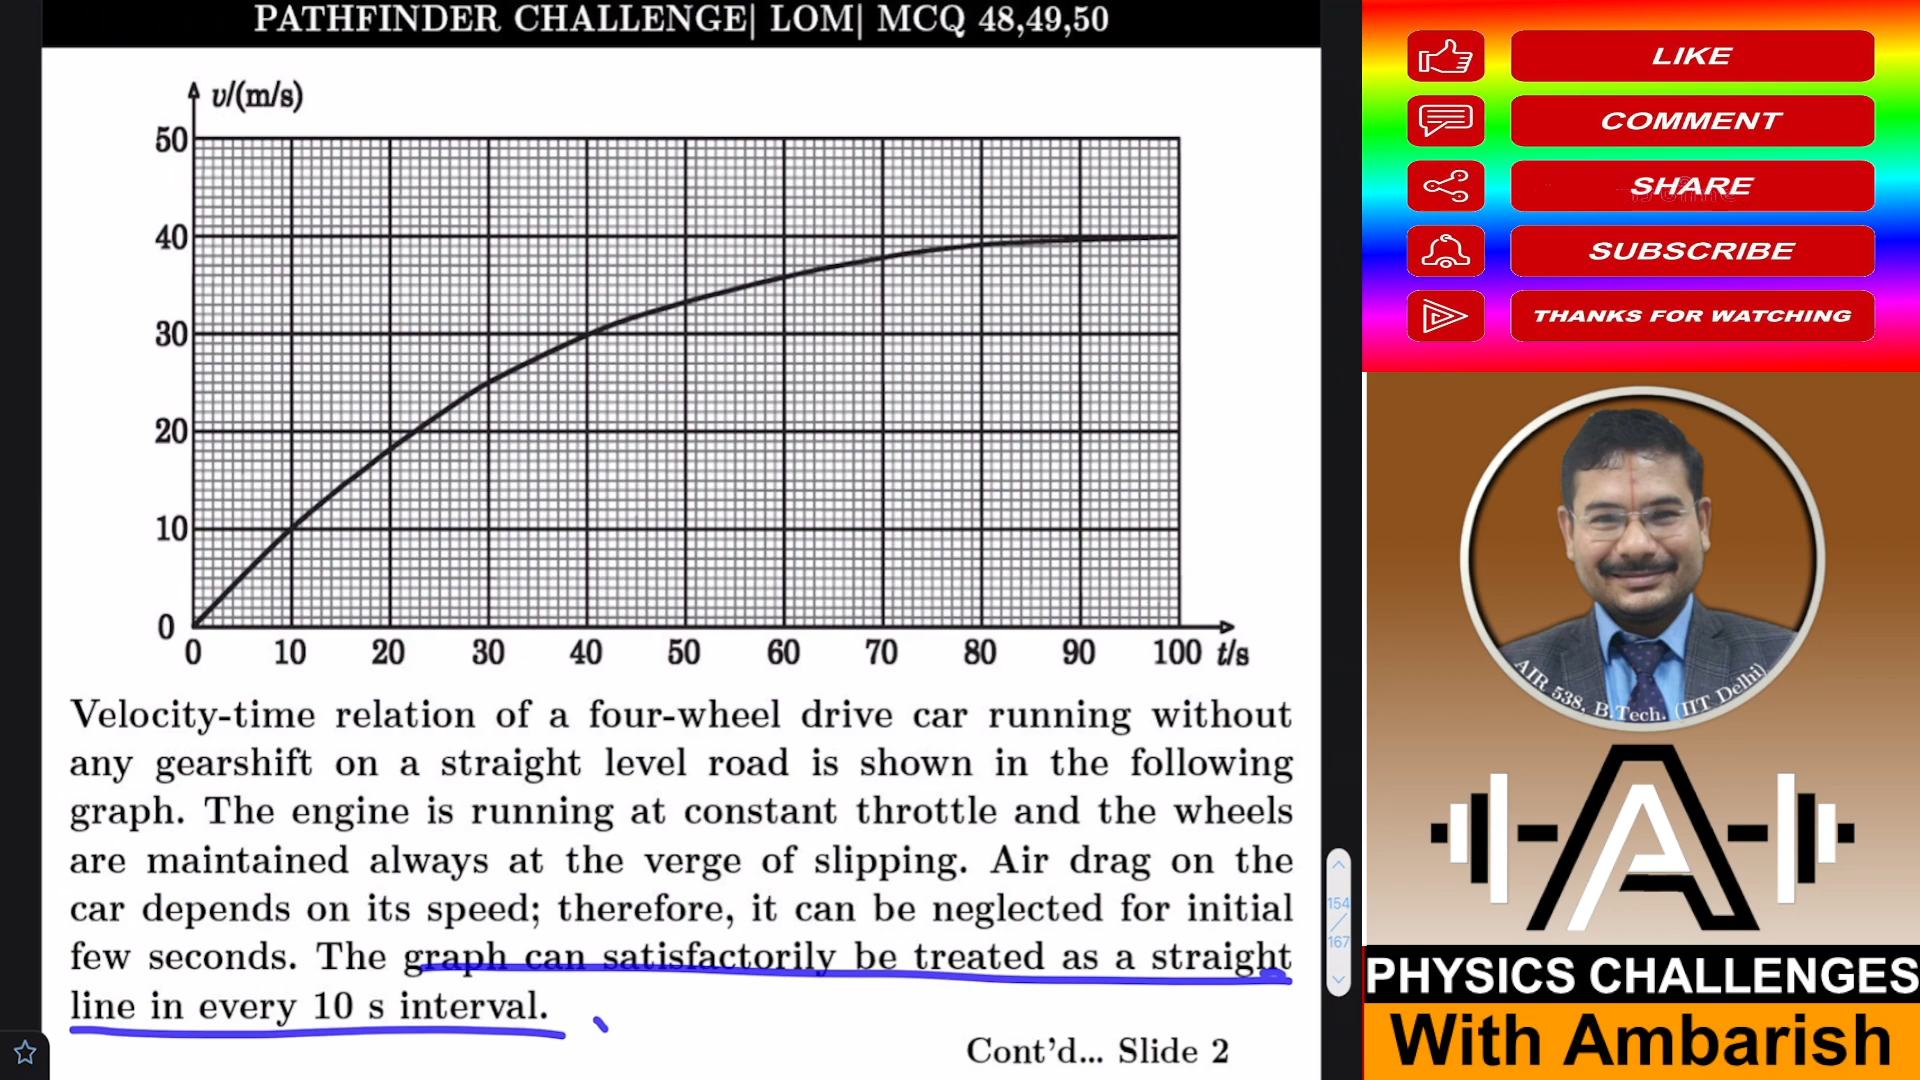 PATHFINDER CHALLENGE| LOM| MCQ 48,49,50
v/(m/s)
50
40
30
20
10
0
0 10 20 30 40 50 60 70 80 90 100 t/s
Velocity-time relation of a four-wheel drive car running without
any gearshift on a straight level road is shown in the following
graph. The engine is running at constant throttle and the wheels
are maintained always at the verge of slipping. Air drag on the
car depends on its speed; therefore, it can be neglected for initial
few seconds. The graph can satisfactorily be treated as a straight
line in every 10 s interval.
Cont'd... Slide 2
154
167
LIKE
COMMENT
SHARE
SUBSCRIBE
THANKS FOR WATCHING
AIR 538, B.Tech. (IIT Delhi)
PHYSICS CHALLENGES
With Ambarish